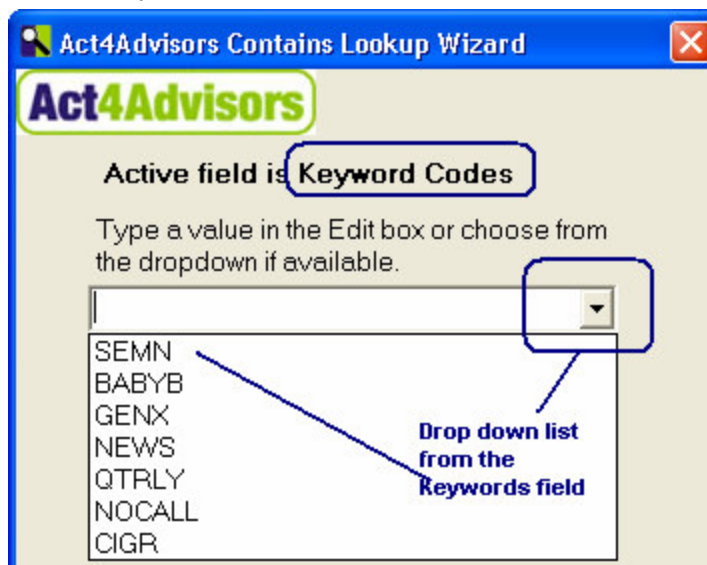 Act4Advisors Contains Lookup Wizard
Act4Advisors
Active field is Keyword Codes
Type a value in the Edit box or choose from
the dropdown if available.
SEMN
BABYB
GENX
NEWS
QTRLY
NOCALL
CIGR
Drop down list
from the
Keywords field